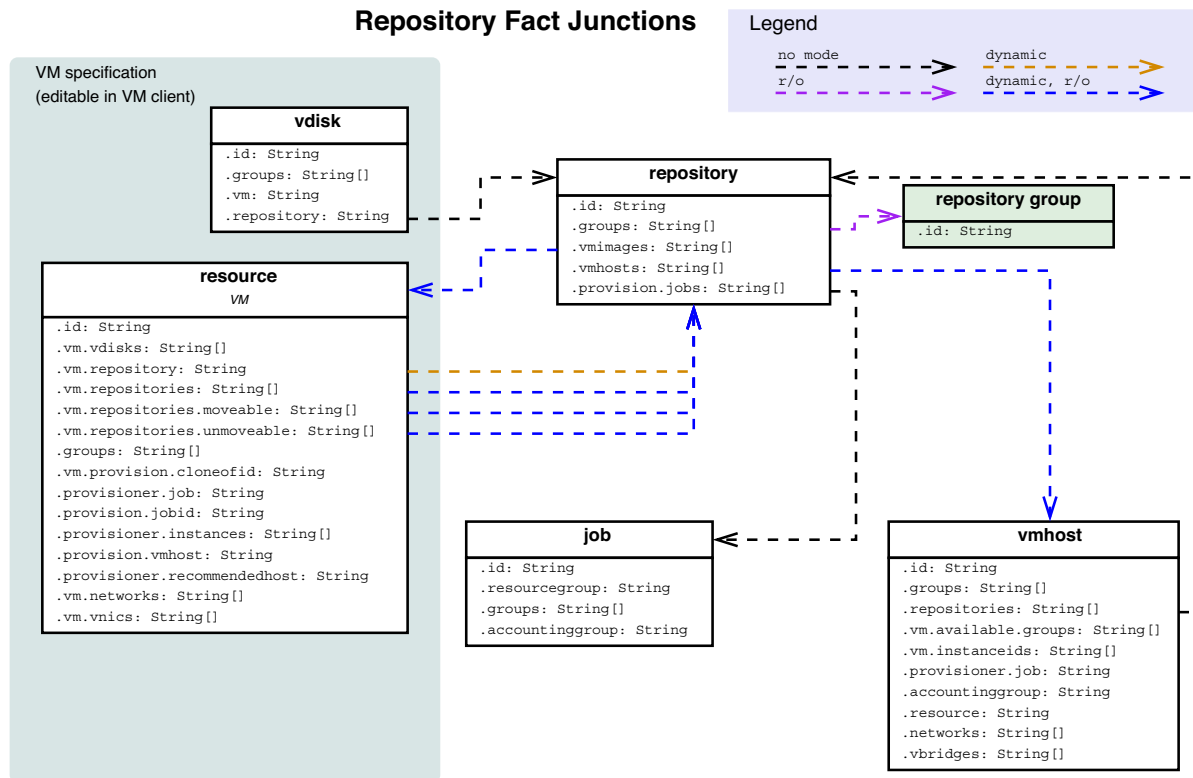 Repository Fact Junctions
Legend
no mode
dynamic
r/o
dynamic, r/o
VM specification
(editable in VM client)
vdisk
.id: String
.groups: String[]
.vm: String
.repository: String
repository
.id: String
.groups: String[]
.vmimages: String[]
.vmhosts: String[]
.provision.jobs: String[]
repository group
.id: String
resource
VM
.id: String
.vm.vdisks: String[]
.vm.repository: String
.vm.repositories: String[]
.vm.repositories.moveable: String[]
.vm.repositories.unmoveable: String[]
.groups: String[]
.vm.provision.cloneofid: String
.provisioner.job: String
.provision.jobid: String
.provisioner.instances: String[]
.provision.vmhost: String
.provisioner.recommendedhost: String
.vm.networks: String[]
.vm.vnics: String[]
job
.id: String
.resourcegroup: String
.groups: String[]
.accountinggroup: String
vmhost
.id: String
.groups: String[]
.repositories: String[]
.vm.available.groups: String[]
.vm.instanceids: String[]
.provisioner.job: String
.accountinggroup: String
.resource: String
.networks: String[]
.vbridges: String[]